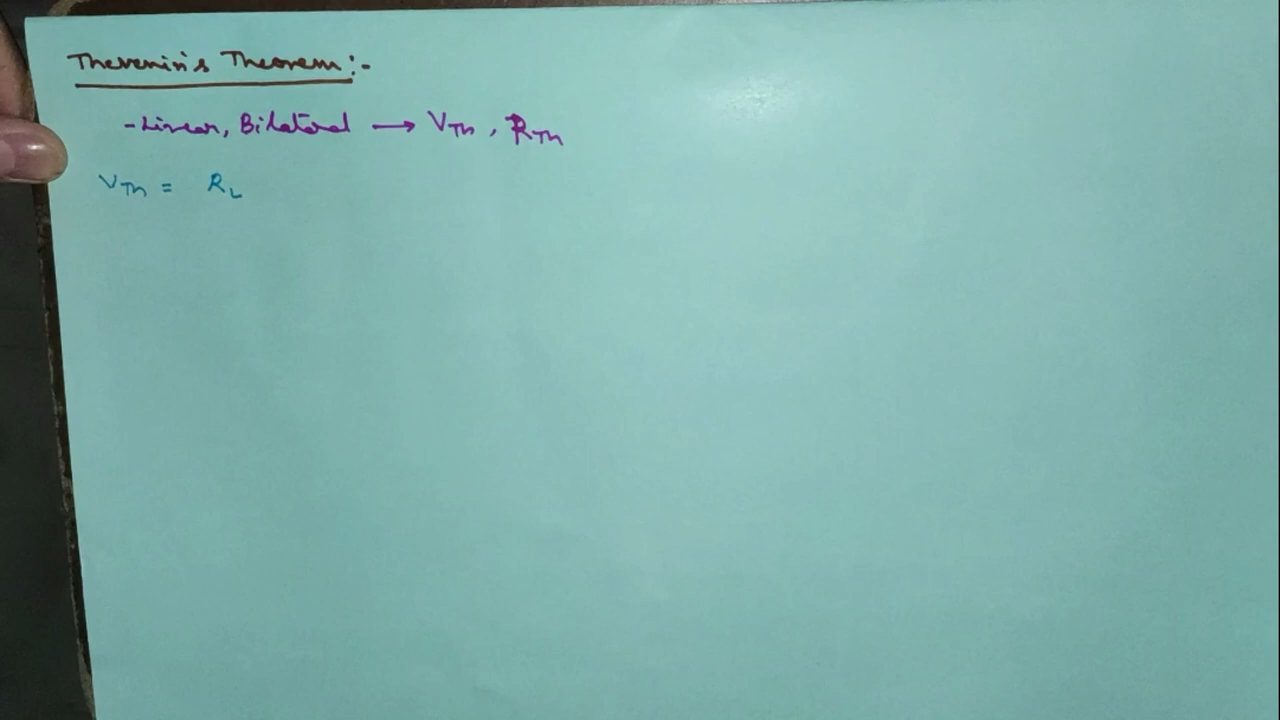 Thevenin's Theorem:-
- Linear, Bilateral → VTh, RTh
VTh = RL